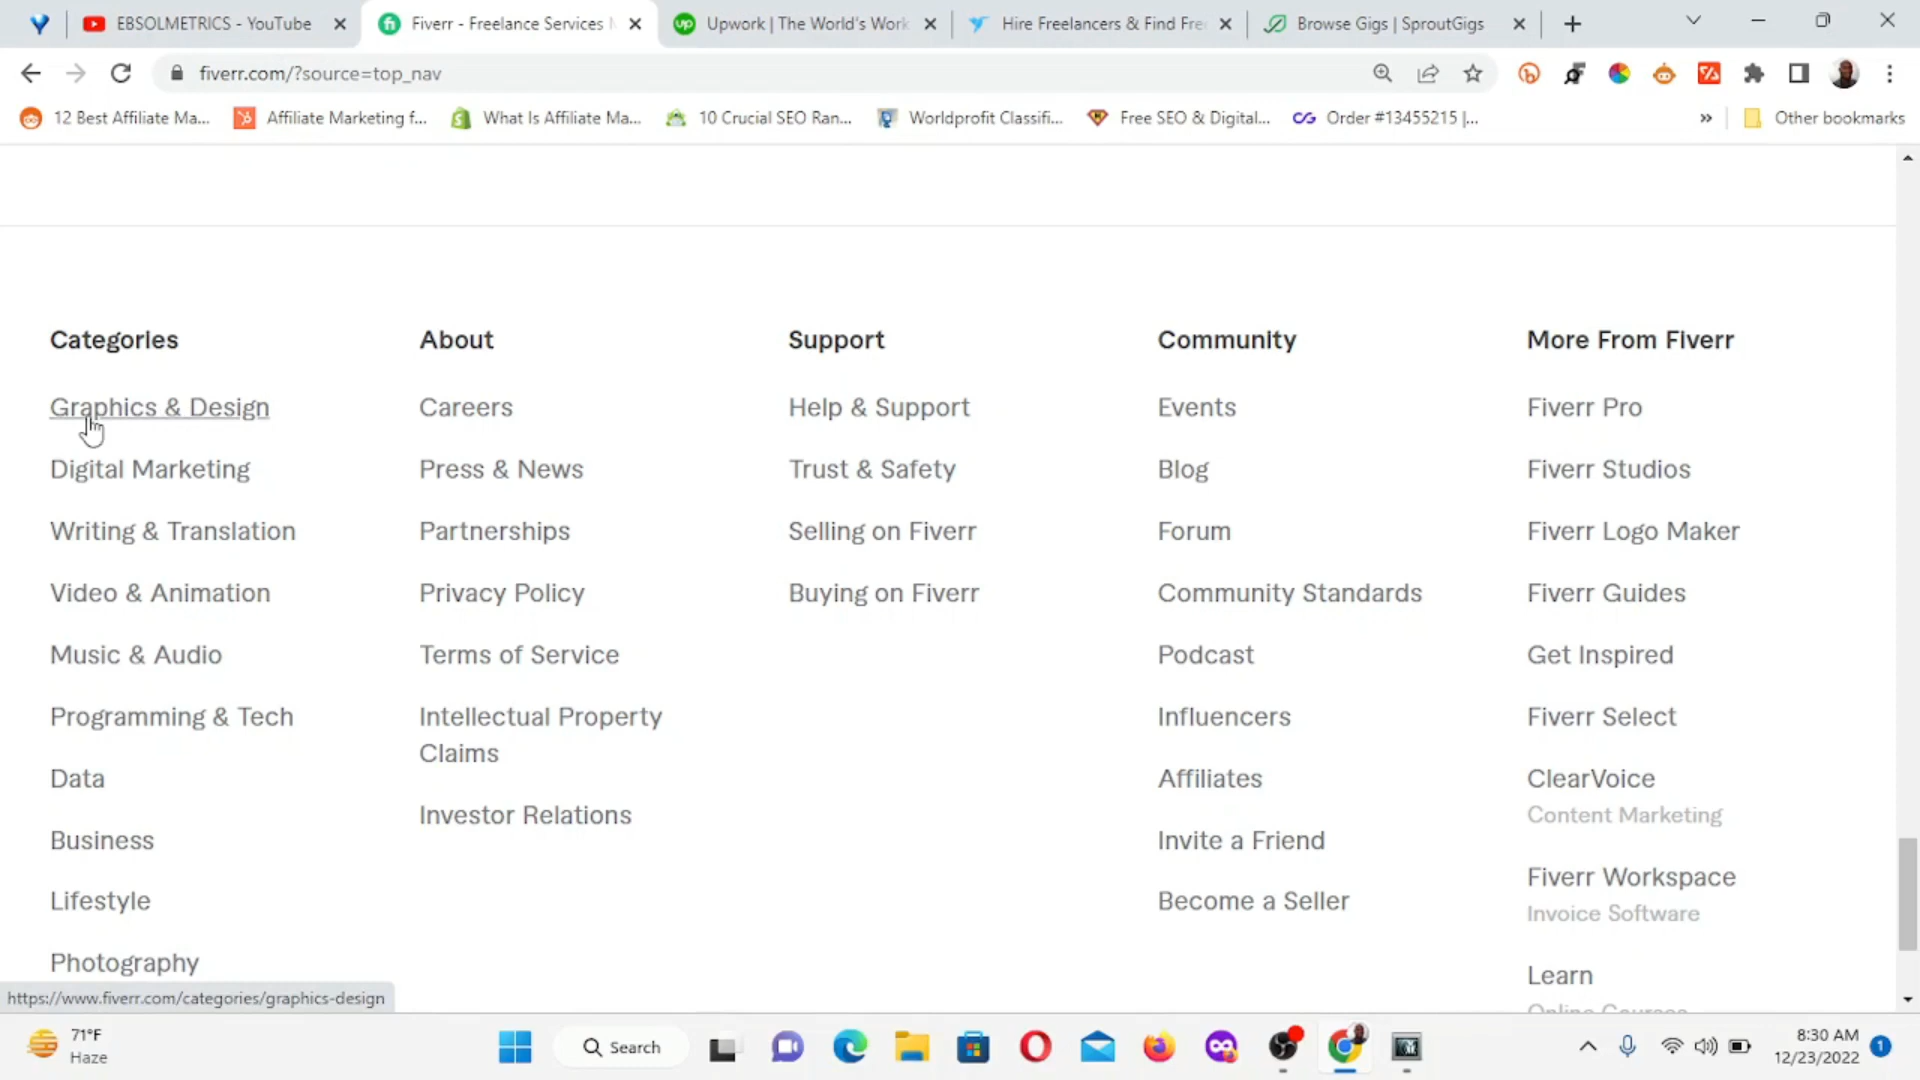 EBSOLMETRICS - YouTube
Fiverr - Freelance Services
Upwork | The World's Work
Hire Freelancers & Find Fre
Browse Gigs | SproutGigs
fiverr.com/?source=top_nav
12 Best Affiliate Ma...
Affiliate Marketing f...
What Is Affiliate Ma...
10 Crucial SEO Ran...
Worldprofit Classifi...
Free SEO & Digital...
Order #13455215 |...
»
Other bookmarks
Categories
Graphics & Design
Digital Marketing
Writing & Translation
Video & Animation
Music & Audio
Programming & Tech
Data
Business
Lifestyle
Photography
About
Careers
Press & News
Partnerships
Privacy Policy
Terms of Service
Intellectual Property
Claims
Investor Relations
Support
Help & Support
Trust & Safety
Selling on Fiverr
Buying on Fiverr
Community
Events
Blog
Forum
Community Standards
Podcast
Influencers
Affiliates
Invite a Friend
Become a Seller
More From Fiverr
Fiverr Pro
Fiverr Studios
Fiverr Logo Maker
Fiverr Guides
Get Inspired
Fiverr Select
ClearVoice
Content Marketing
Fiverr Workspace
Invoice Software
Learn
Online Courses
https://www.fiverr.com/categories/graphics-design
71°F
Haze
Search
8:30 AM
12/23/2022
1